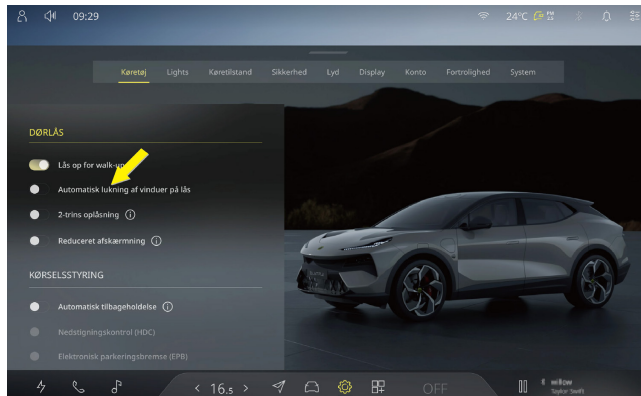 09:29
24°C
Køretøj Lights Køretilstand Sikkerhed Lyd Display Konto Fortrolighed System
DØRLÅS
Lås op for walk-up
Automatisk lukning af vinduer på lås
2-trins oplåsning
Reduceret afskærmning
KØRSELSSTYRING
Automatisk tilbageholdelse
Nedstigningskontrol (HDC)
Elektronisk parkeringsbremse (EPB)
< 16.5 > OFF
willow
Taylor Swift